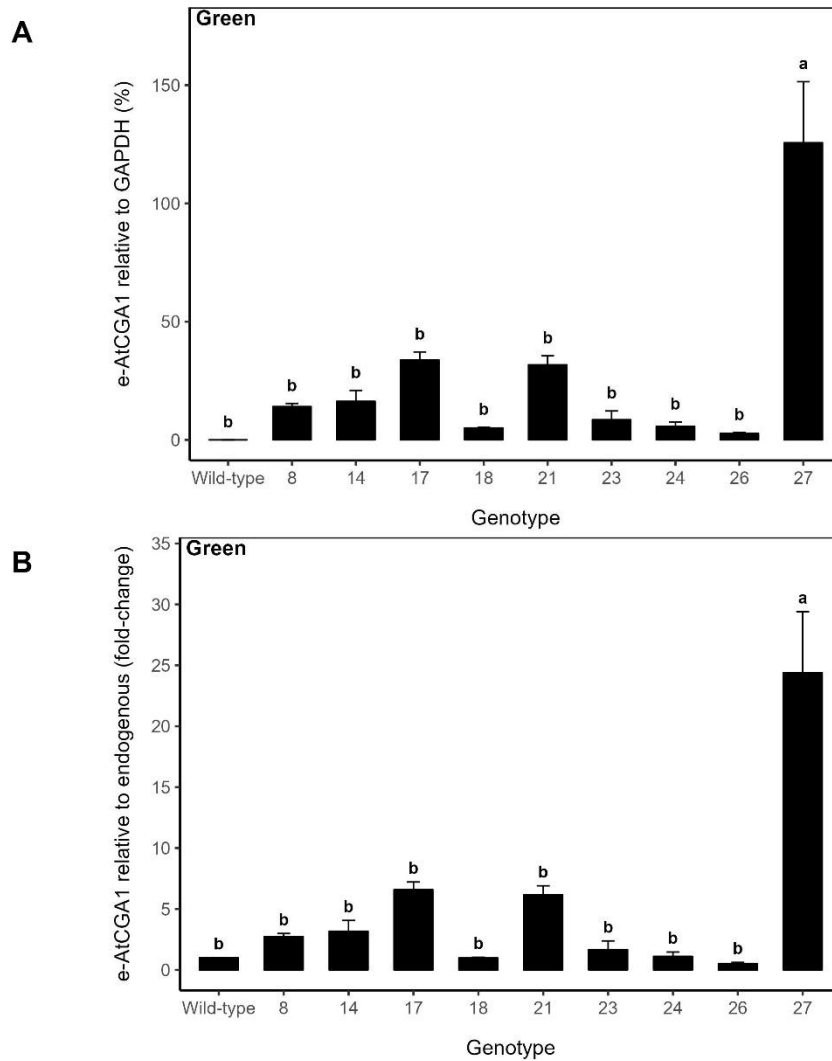 A
Green
e-AtCGA1 relative to GAPDH (%)
150
100
50
0
a
b
b
b
b
b
b
b
b
b
Wild-type 8 14 17 18 21 23 24 26 27
Genotype
B
Green
e-AtCGA1 relative to endogenous (fold-change)
35
30
25
20
15
10
5
0
a
b
b
b
b
b
b
b
b
b
Wild-type 8 14 17 18 21 23 24 26 27
Genotype